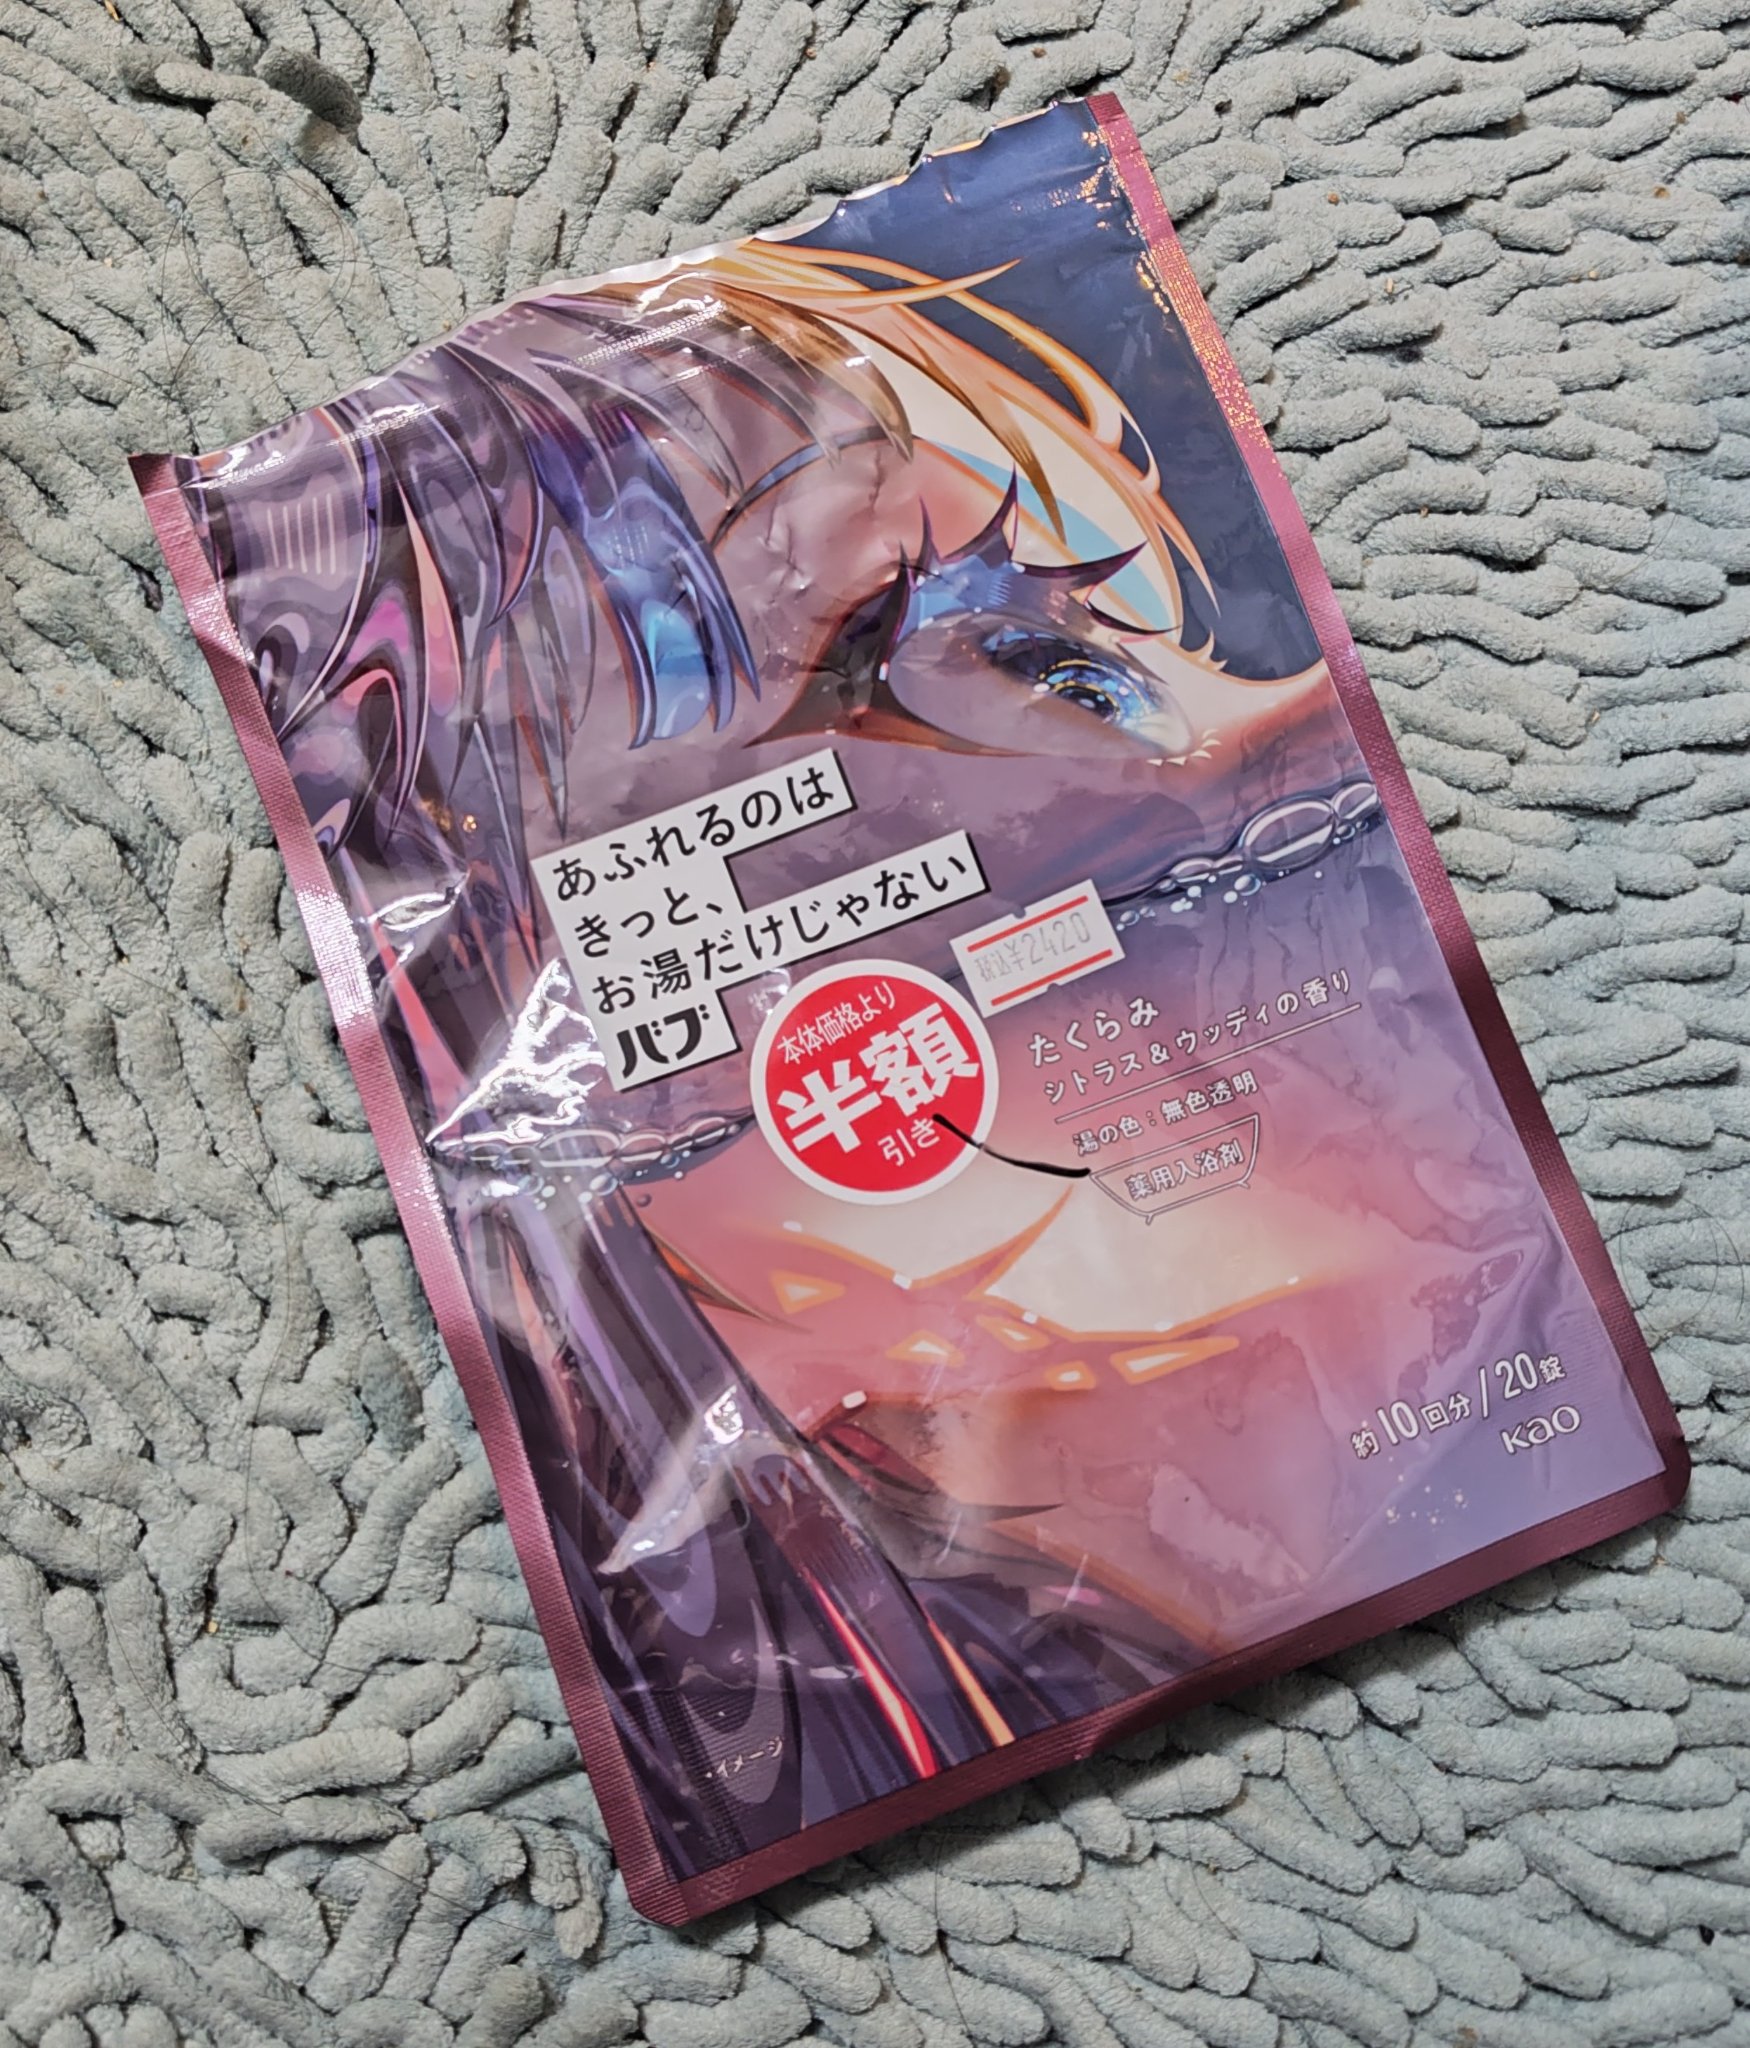 あふれるのは
きっと、
お湯だけじゃない
バブ
税込¥2420
本体価格より
半額
引き
たくらみ
シトラス&ウッディの香り
湯の色:無色透明
薬用入浴剤
約10回分/20錠
Kao
・イメージ